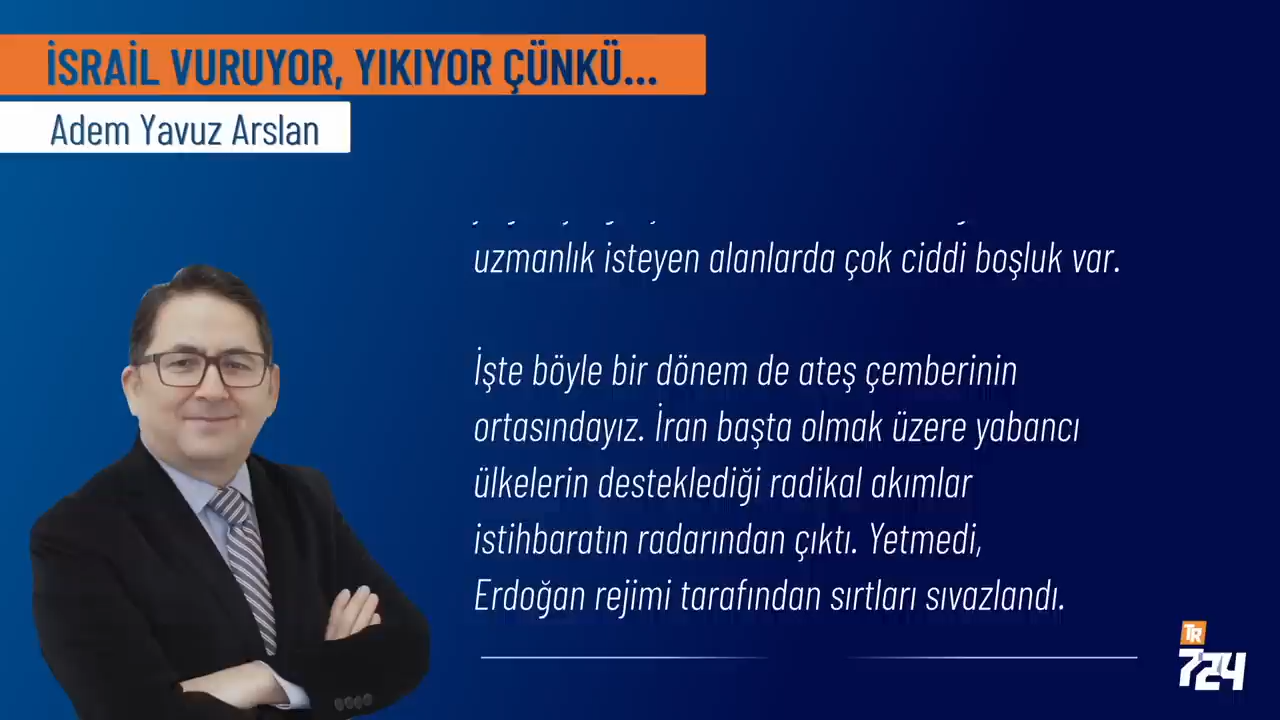 İSRAİL VURUYOR, YIKIYOR ÇÜNKÜ...
Adem Yavuz Arslan
uzmanlık isteyen alanlarda çok ciddi boşluk var.
İşte böyle bir dönem de ateş çemberinin
ortasındayız. İran başta olmak üzere yabancı
ülkelerin desteklediği radikal akımlar
istihbaratın radarından çıktı. Yetmedi,
Erdoğan rejimi tarafından sırtları sıvazlandı.
TR
724